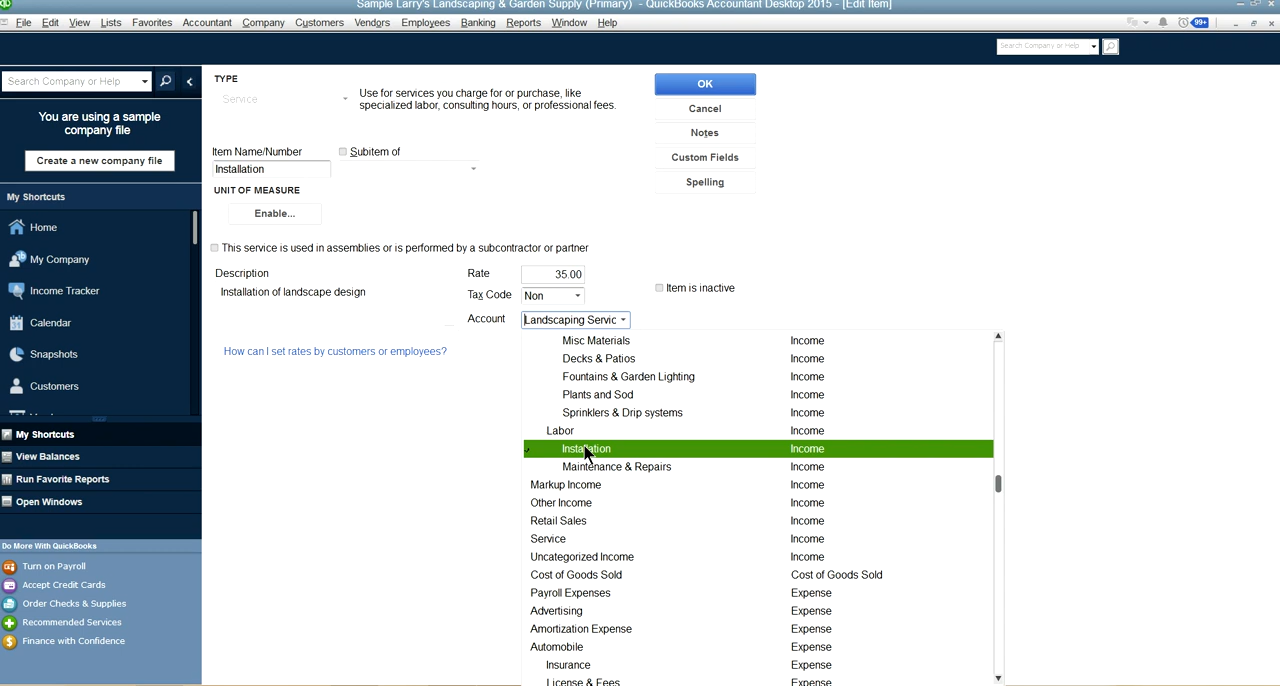 Sample Larry's Landscaping & Garden Supply (Primary) - QuickBooks Accountant Desktop 2015 - [Edit Item]
File Edit View Lists Favorites Accountant Company Customers Vendors Employees Banking Reports Window Help
99+
Search Company or Help
Search Company or Help
You are using a sample
company file
Create a new company file
My Shortcuts
Home
My Company
Income Tracker
Calendar
Snapshots
Customers
My Shortcuts
View Balances
Run Favorite Reports
Open Windows
Do More With QuickBooks
Turn on Payroll
Accept Credit Cards
Order Checks & Supplies
Recommended Services
Finance with Confidence
TYPE
Service
Use for services you charge for or purchase, like
specialized labor, consulting hours, or professional fees.
OK
Cancel
Notes
Custom Fields
Spelling
Item Name/Number
Subitem of
Installation
UNIT OF MEASURE
Enable...
This service is used in assemblies or is performed by a subcontractor or partner
Description
Installation of landscape design
Rate 35.00
Tax Code Non
Item is inactive
Account Landscaping Servic
How can I set rates by customers or employees?
Misc Materials Income
Decks & Patios Income
Fountains & Garden Lighting Income
Plants and Sod Income
Sprinklers & Drip systems Income
Labor Income
Installation Income
Maintenance & Repairs Income
Markup Income Income
Other Income Income
Retail Sales Income
Service Income
Uncategorized Income Income
Cost of Goods Sold Cost of Goods Sold
Payroll Expenses Expense
Advertising Expense
Amortization Expense Expense
Automobile Expense
Insurance Expense
License & Fees Expense